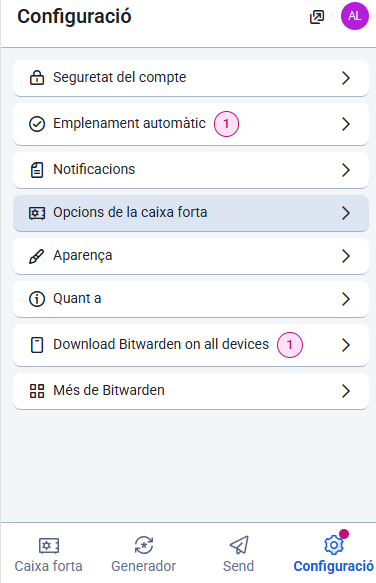 Configuració
AL
Seguretat del compte
Emplenament automàtic 1
Notificacions
Opcions de la caixa forta
Aparença
Quant a
Download Bitwarden on all devices 1
Més de Bitwarden
Caixa forta Generador Send Configuració